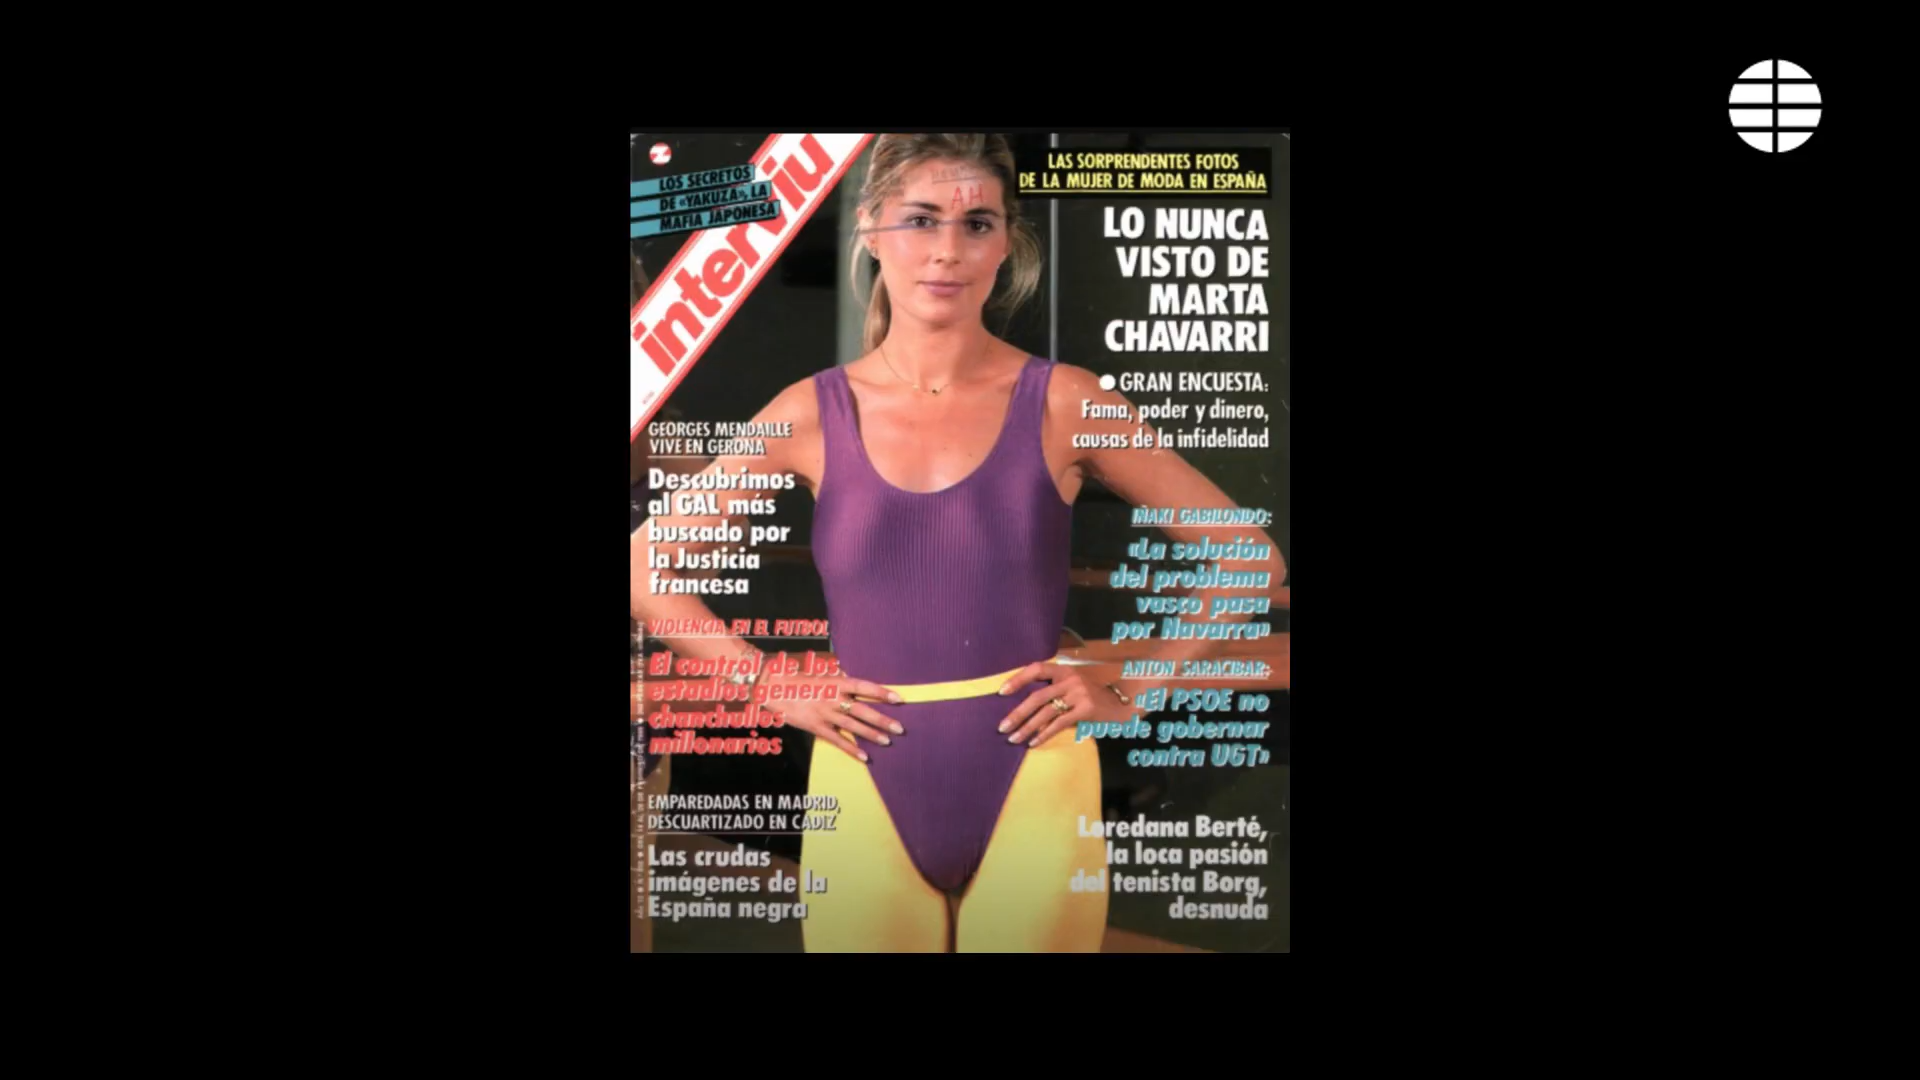 LOS SECRETOS
DE «YAKUZA», LA
MAFIA JAPONESA
interviu
LAS SORPRENDENTES FOTOS
DE LA MUJER DE MODA EN ESPAÑA
AH
LO NUNCA
VISTO DE
MARTA
CHAVARRI
GRAN ENCUESTA:
Fama, poder y dinero,
causas de la infidelidad
GEORGES MENDAILLE
VIVE EN GERONA
Descubrimos
al GAL más
buscado por
la Justicia
francesa
VIOLENCIA EN EL FUTBOL
El control de los
estadios genera
chanchullos
millonarios
EMPAREDADAS EN MADRID,
DESCUARTIZADO EN CADIZ
Las crudas
imágenes de la
España negra
IÑAKI GABILONDO:
«La solución
del problema
vasco pasa
por Navarra»
ANTON SARACIBAR:
«El PSOE no
puede gobernar
contra UGT»
Loredana Berté,
la loca pasión
del tenista Borg,
desnuda